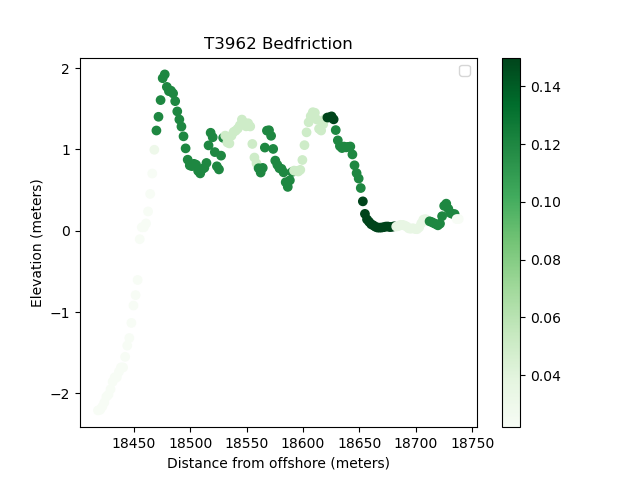 T3962 Bedfriction
Elevation (meters)
2
1
0
−1
−2
18450 18500 18550 18600 18650 18700 18750
Distance from offshore (meters)
0.14
0.12
0.10
0.08
0.06
0.04